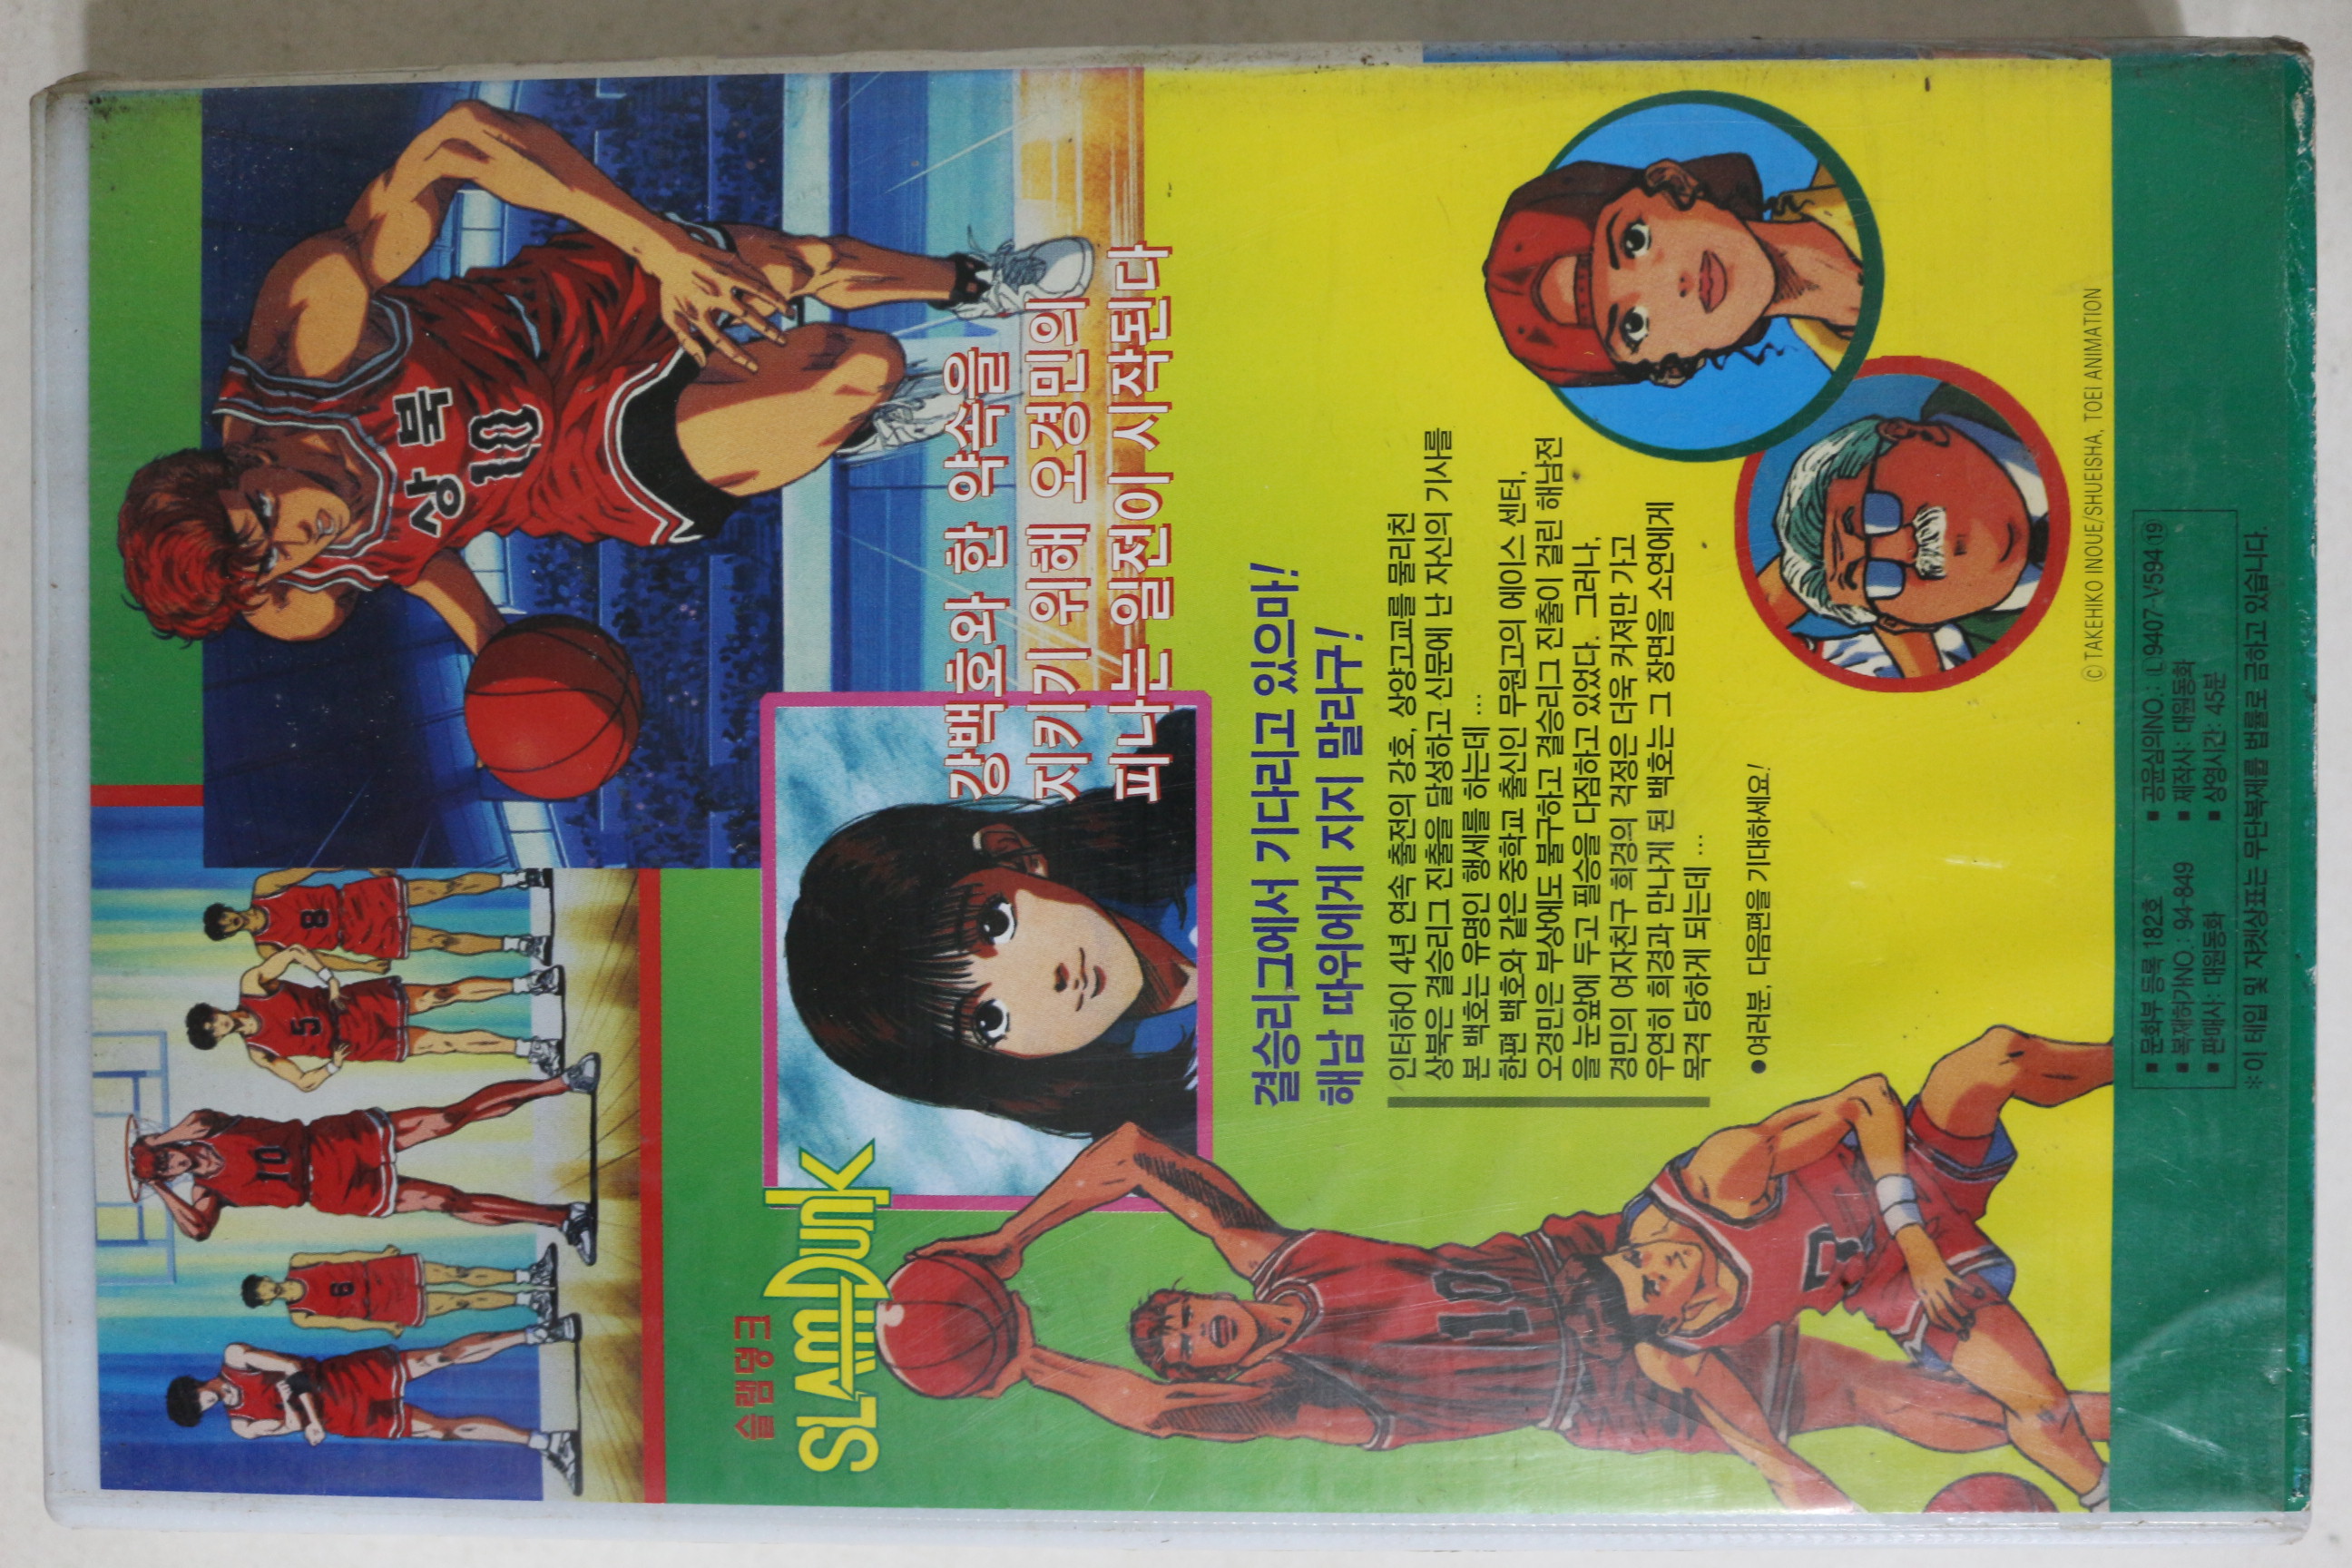 상북
10
8
5
10
6
강백호와 한 약속을
지키기 위해 오경민의
피나는 일전이 시작된다
슬램덩크
SLAM DUNK
10
결승리그에서 기다리고 있으마!
해남 따위에게 지지 말라구!
인터하이 4년 연속 출전의 강호, 상양고교를 물리친
상북은 결승리그 진출을 달성하고 신문에 난 자신의 기사를
본 백호는 유명인 행세를 하는데 …
한편 백호와 같은 중학교 출신인 무원고의 에이스 센터,
오경민은 부상에도 불구하고 결승리그 진출이 걸린 해남전
을 눈앞에 두고 필승을 다짐하고 있었다. 그러나,
경민의 여자친구 희경의 걱정은 더욱 커져만 가고
우연히 희경과 만나게 된 백호는 그 장면을 소연에게
목격 당하게 되는데 …
●여러분, 다음편을 기대하세요!
©TAKEHIKO INOUE/SHUEISHA, TOEI ANIMATION
■ 문화부 등록 182호 ■ 공윤심의NO.: (L)9407-V594 (19)
■ 복제허가NO.: 94-849 ■ 제작사: 대원동화
■ 판매사: 대원동화 ■ 상영시간: 45분
※이 테입 및 자켓상표는 무단복제를 법률로 금하고 있습니다.